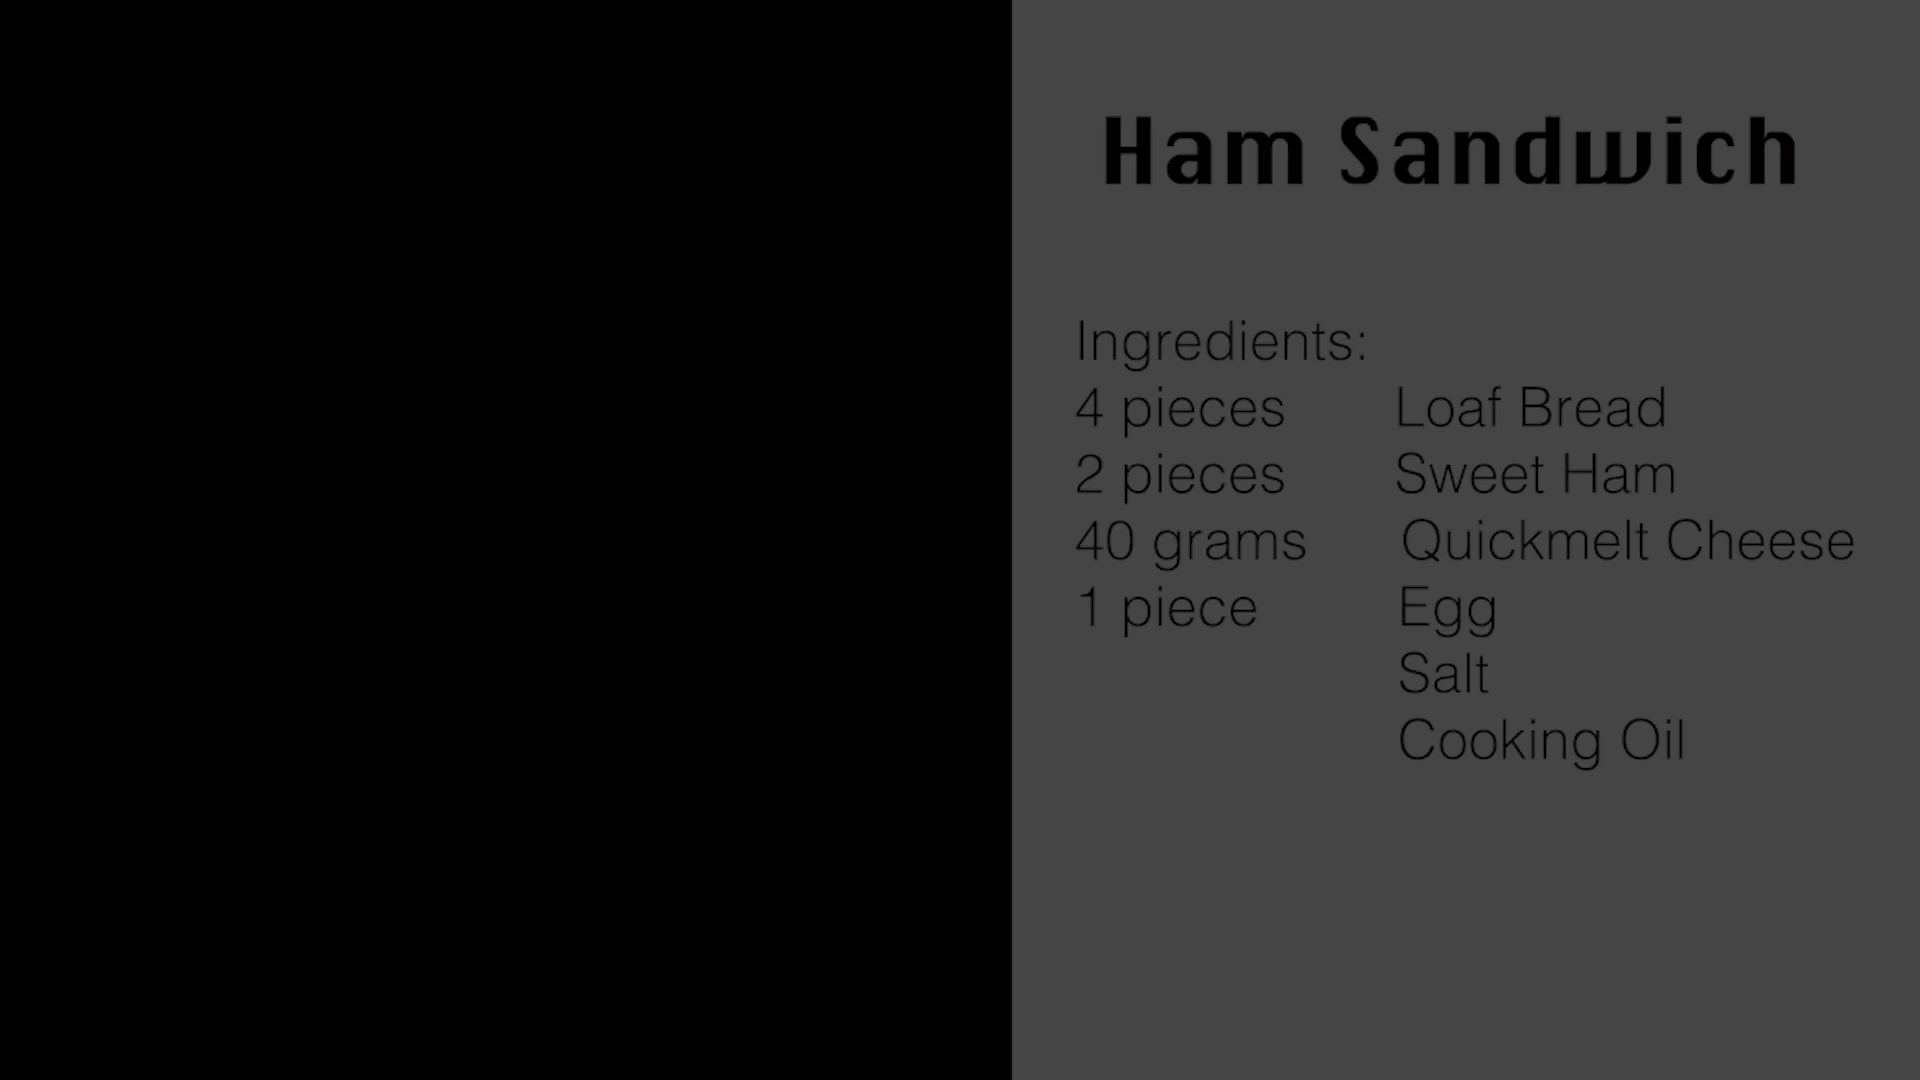 Ham Sandwich
Ingredients:
4 pieces Loaf Bread
2 pieces Sweet Ham
40 grams Quickmelt Cheese
1 piece Egg
Salt
Cooking Oil